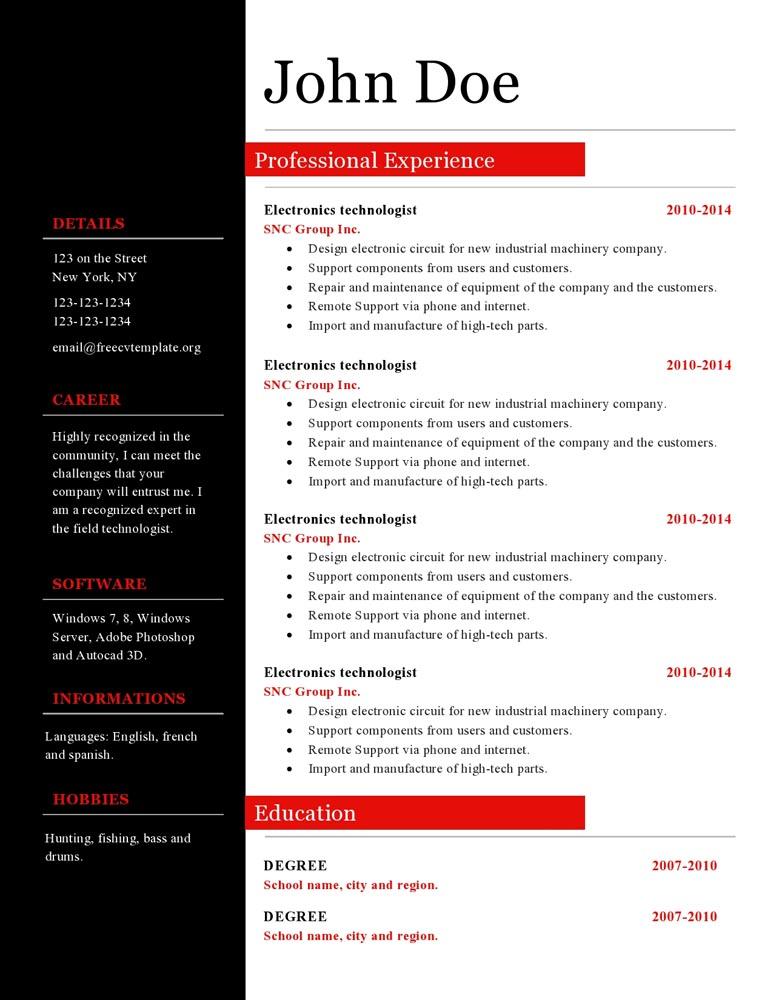 John Doe
Professional Experience
DETAILS
123 on the Street
New York, NY
123-123-1234
123-123-1234
email@freecvtemplate.org
CAREER
Highly recognized in the
community, I can meet the
challenges that your
company will entrust me. I
am a recognized expert in
the field technologist.
SOFTWARE
Windows 7, 8, Windows
Server, Adobe Photoshop
and Autocad 3D.
INFORMATIONS
Languages: English, french
and spanish.
HOBBIES
Hunting, fishing, bass and
drums.
Electronics technologist 2010-2014
SNC Group Inc.
• Design electronic circuit for new industrial machinery company.
• Support components from users and customers.
• Repair and maintenance of equipment of the company and the customers.
• Remote Support via phone and internet.
• Import and manufacture of high-tech parts.
Electronics technologist 2010-2014
SNC Group Inc.
• Design electronic circuit for new industrial machinery company.
• Support components from users and customers.
• Repair and maintenance of equipment of the company and the customers.
• Remote Support via phone and internet.
• Import and manufacture of high-tech parts.
Electronics technologist 2010-2014
SNC Group Inc.
• Design electronic circuit for new industrial machinery company.
• Support components from users and customers.
• Repair and maintenance of equipment of the company and the customers.
• Remote Support via phone and internet.
• Import and manufacture of high-tech parts.
Electronics technologist 2010-2014
SNC Group Inc.
• Design electronic circuit for new industrial machinery company.
• Support components from users and customers.
• Remote Support via phone and internet.
• Import and manufacture of high-tech parts.
Education
DEGREE 2007-2010
School name, city and region.
DEGREE 2007-2010
School name, city and region.